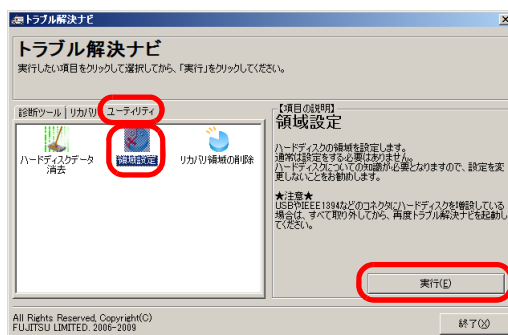 トラブル解決ナビ
トラブル解決ナビ
実行したい項目をクリックして選択してから、「実行」をクリックしてください。
診断ツール
リカバリ
ユーティリティ
ハードディスクデータ
消去
領域設定
リカバリ領域の削除
【項目の説明】
領域設定
ハードディスクの領域を設定します。
通常は設定をする必要はありません。
ハードディスクについての知識が必要となりますので、設定を変
更しないことをお勧めします。
★注意★
USBやIEEE1394などのコネクタにハードディスクを増設している
場合は、すべて取り外してから、再度トラブル解決ナビを起動し
てください。
実行(E)
All Rights Reserved, Copyright(C)
FUJITSU LIMITED. 2006-2009
終了(X)